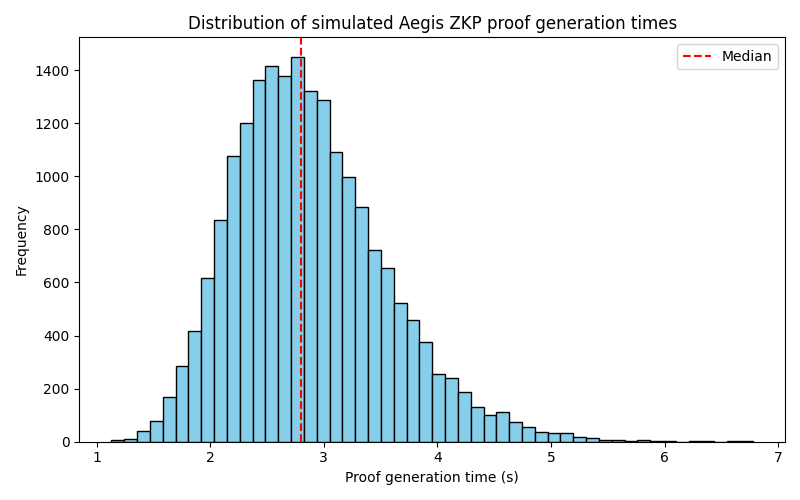 Distribution of simulated Aegis ZKP proof generation times
Median
Frequency
1400
1200
1000
800
600
400
200
0
1 2 3 4 5 6 7
Proof generation time (s)